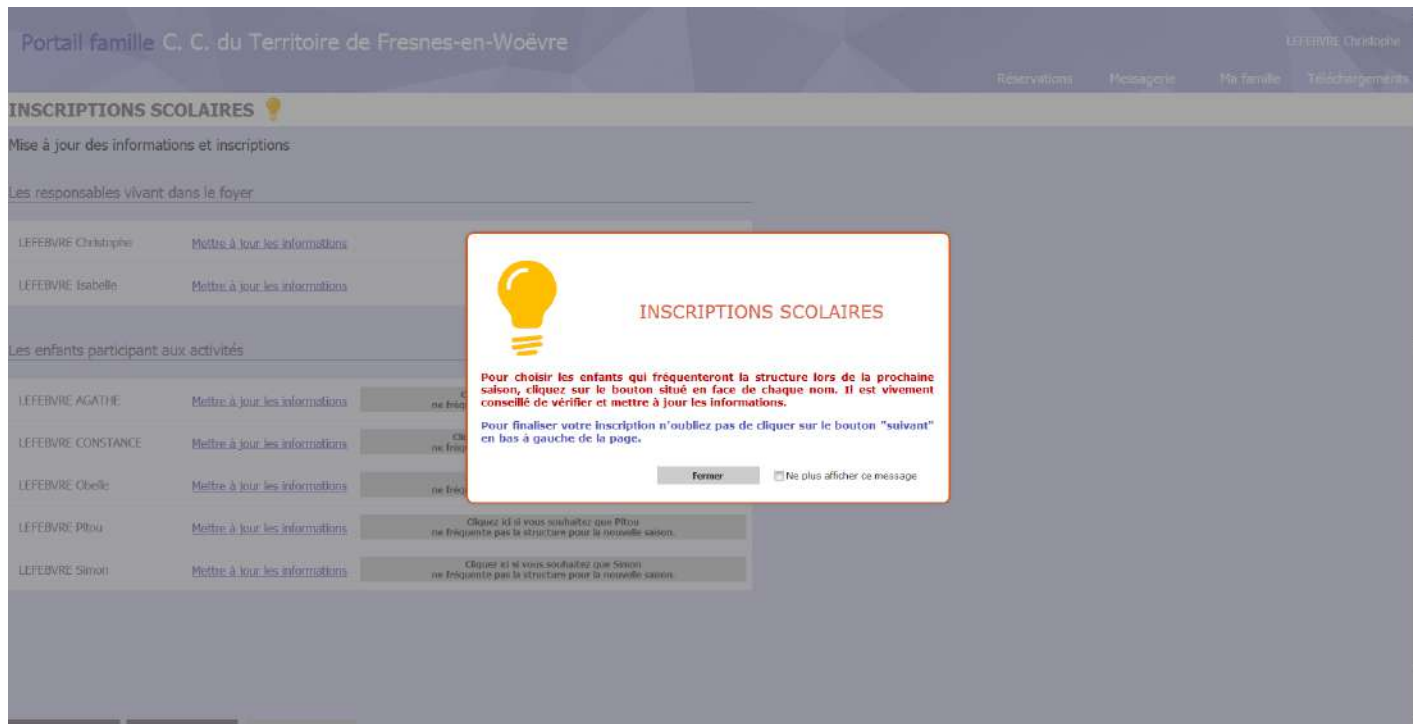 Portail famille C. C. du Territoire de Fresnes-en-Woëvre
LEFEBVRE Christophe
Réservations Messagerie Ma famille Téléchargements
INSCRIPTIONS SCOLAIRES
Mise à jour des informations et inscriptions
Les responsables vivant dans le foyer
LEFEBVRE Christophe Mettre à jour les informations
LEFEBVRE Isabelle Mettre à jour les informations
Les enfants participant aux activités
LEFEBVRE AGATHE Mettre à jour les informations
LEFEBVRE CONSTANCE Mettre à jour les informations
LEFEBVRE Obelle Mettre à jour les informations
LEFEBVRE Pitou Mettre à jour les informations
Cliquez ici si vous souhaitez que Pitou
ne fréquente pas la structure pour la nouvelle saison.
LEFEBVRE Simon Mettre à jour les informations
Cliquez ici si vous souhaitez que Simon
ne fréquente pas la structure pour la nouvelle saison.
INSCRIPTIONS SCOLAIRES
Pour choisir les enfants qui fréquenteront la structure lors de la prochaine
saison, cliquez sur le bouton situé en face de chaque nom. Il est vivement
conseillé de vérifier et mettre à jour les informations.
Pour finaliser votre inscription n'oubliez pas de cliquer sur le bouton "suivant"
en bas à gauche de la page.
Fermer Ne plus afficher ce message